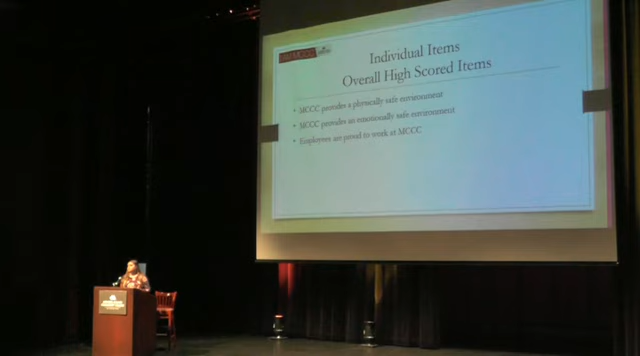 Individual Items
Overall High Scored Items
• MCCC provides a physically safe environment
• MCCC provides an emotionally safe environment
• Employees are proud to work at MCCC